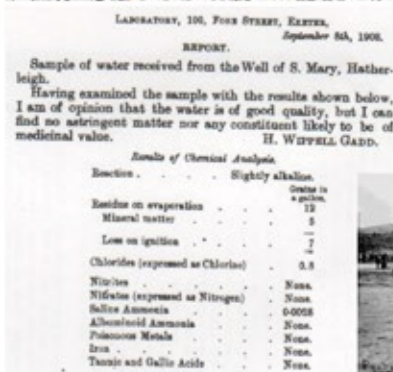 LABORATORY, 100, FORE STREET, EXETER,
September 8th, 1908.
REPORT.
Sample of water received from the Well of S. Mary, Hather-
leigh.
Having examined the sample with the results shown below,
I am of opinion that the water is of good quality, but I can
find no astringent matter nor any constituent likely to be of
medicinal value. H. WIPPELL GADD.
Results of Chemical Analysis.
Reaction . . . Slightly alkaline.
Grains in
a gallon.
Residue on evaporation . . . 12
Mineral matter . . . 5
Loss on ignition . . . 7
Chlorides (expressed as Chlorine) . 0.8
Nitrites . . . . None.
Nitrates (expressed as Nitrogen) . None.
Saline Ammonia . . . 
Albuminoid Ammonia . . . None.
Poisonous Metals . . . None.
Iron . . . . None.
Tannic and Gallic Acids . . None.